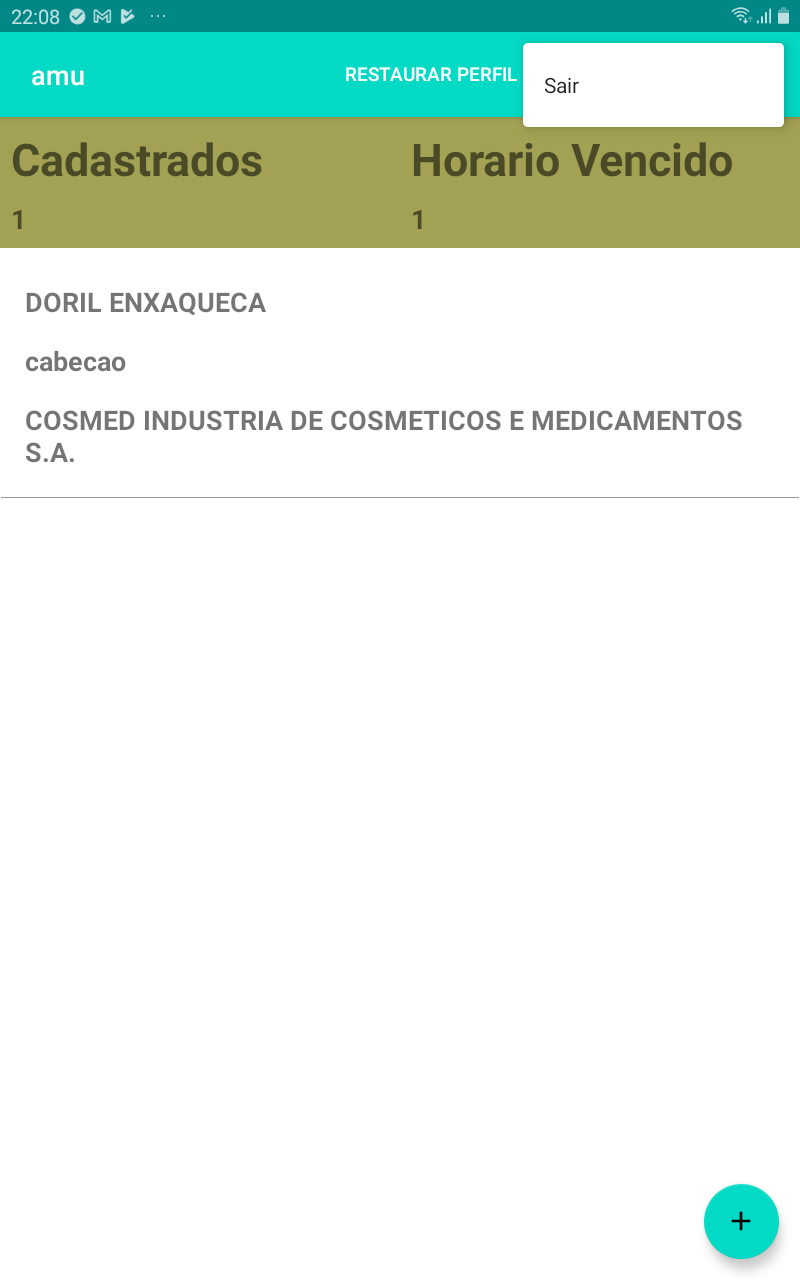 22:08
amu
RESTAURAR PERFIL
Sair
Cadastrados
Horario Vencido
1
1
DORIL ENXAQUECA
cabecao
COSMED INDUSTRIA DE COSMETICOS E MEDICAMENTOS
S.A.